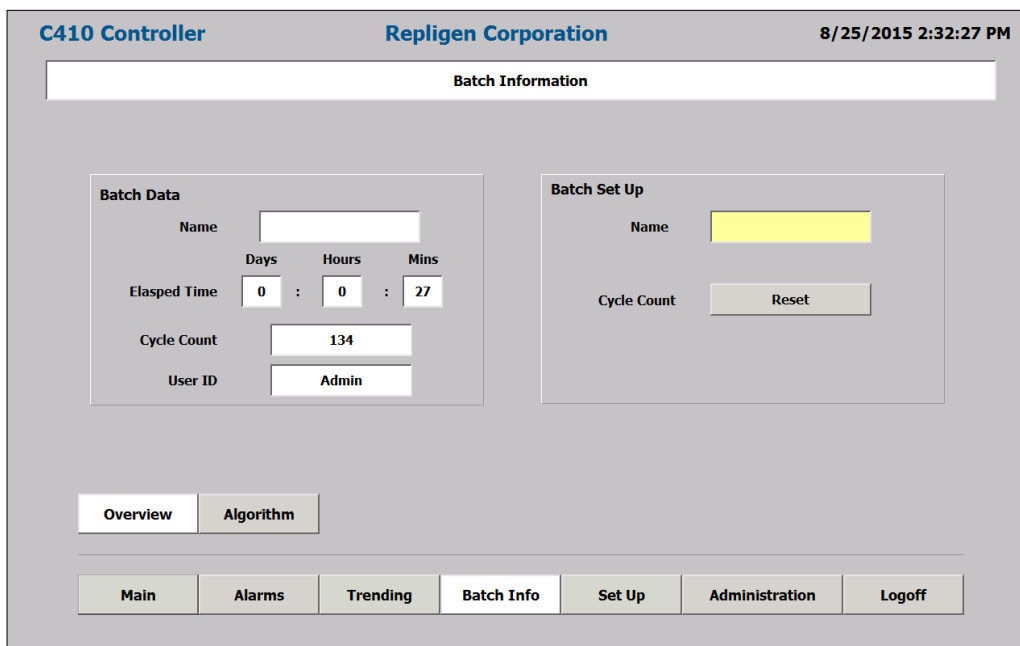 C410 Controller Repligen Corporation 8/25/2015 2:32:27 PM
Batch Information
Batch Data
Name
Days Hours Mins
Elasped Time 0 : 0 : 27
Cycle Count 134
User ID Admin
Batch Set Up
Name
Cycle Count Reset
Overview Algorithm
Main Alarms Trending Batch Info Set Up Administration Logoff